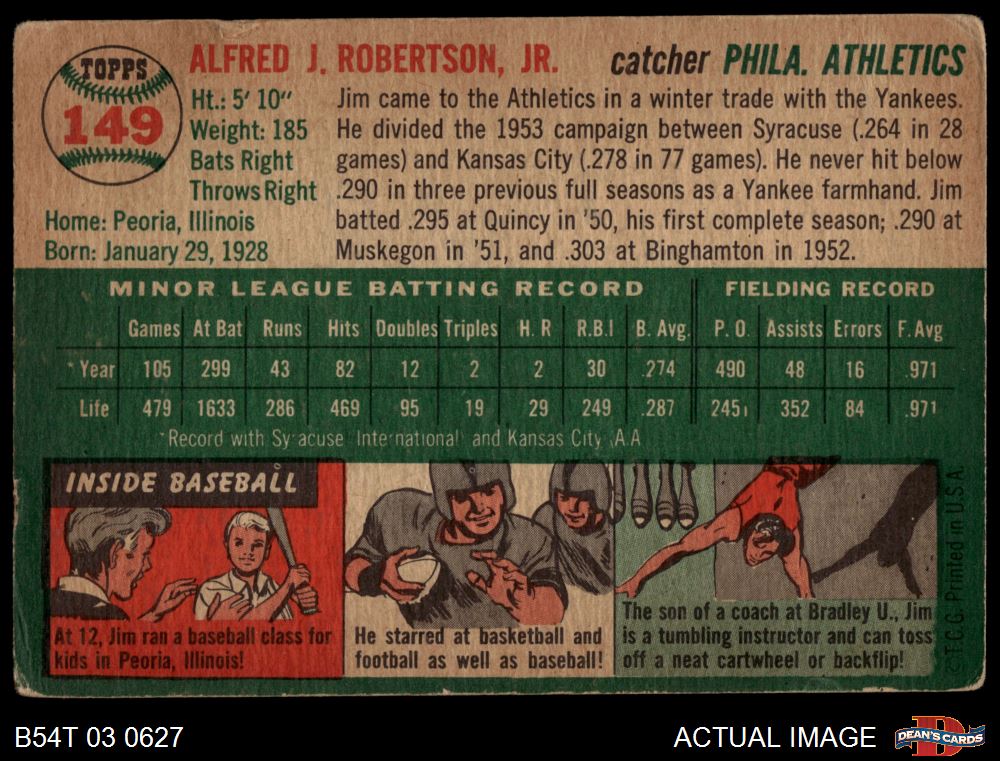 TOPPS
149
ALFRED J. ROBERTSON, JR.
catcher PHILA. ATHLETICS
Ht.: 5' 10"
Weight: 185
Bats Right
Throws Right
Home: Peoria, Illinois
Born: January 29, 1928
Jim came to the Athletics in a winter trade with the Yankees.
He divided the 1953 campaign between Syracuse (.264 in 28
games) and Kansas City (.278 in 77 games). He never hit below
.290 in three previous full seasons as a Yankee farmhand. Jim
batted .295 at Quincy in '50, his first complete season; .290 at
Muskegon in '51, and .303 at Binghamton in 1952.
MINOR LEAGUE BATTING RECORD FIELDING RECORD
Games At Bat Runs Hits Doubles Triples H. R R.B.I B. Avg. P. O. Assists Errors F. Avg
* Year 105 299 43 82 12 2 2 30 .274 490 48 16 .971
Life 479 1633 286 469 95 19 29 249 .287 2451 352 84 .971
*Record with Syracuse International and Kansas City A A
INSIDE BASEBALL
At 12, Jim ran a baseball class for
kids in Peoria, Illinois!
He starred at basketball and
football as well as baseball!
The son of a coach at Bradley U., Jim
is a tumbling instructor and can toss
off a neat cartwheel or backflip!
© T.C.G. Printed in U.S.A.
B54T 03 0627
ACTUAL IMAGE
DEAN'S CARDS